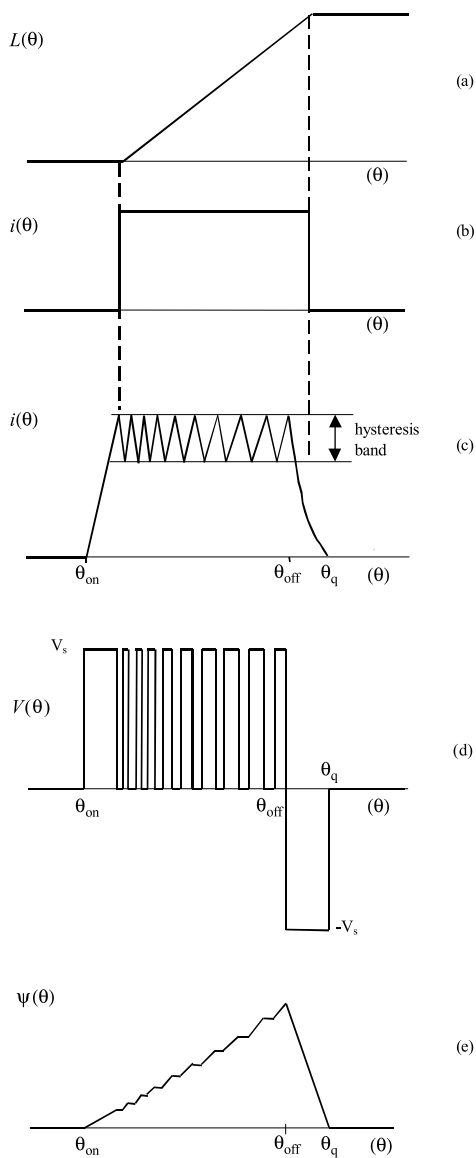 L(θ)
(a)
(θ)
i(θ)
(b)
(θ)
i(θ)
hysteresis
band
(c)
θon
θoff
θq
(θ)
Vs
V(θ)
(d)
θq
θon
θoff
(θ)
-Vs
ψ(θ)
(e)
θon
θoff
θq
(θ)